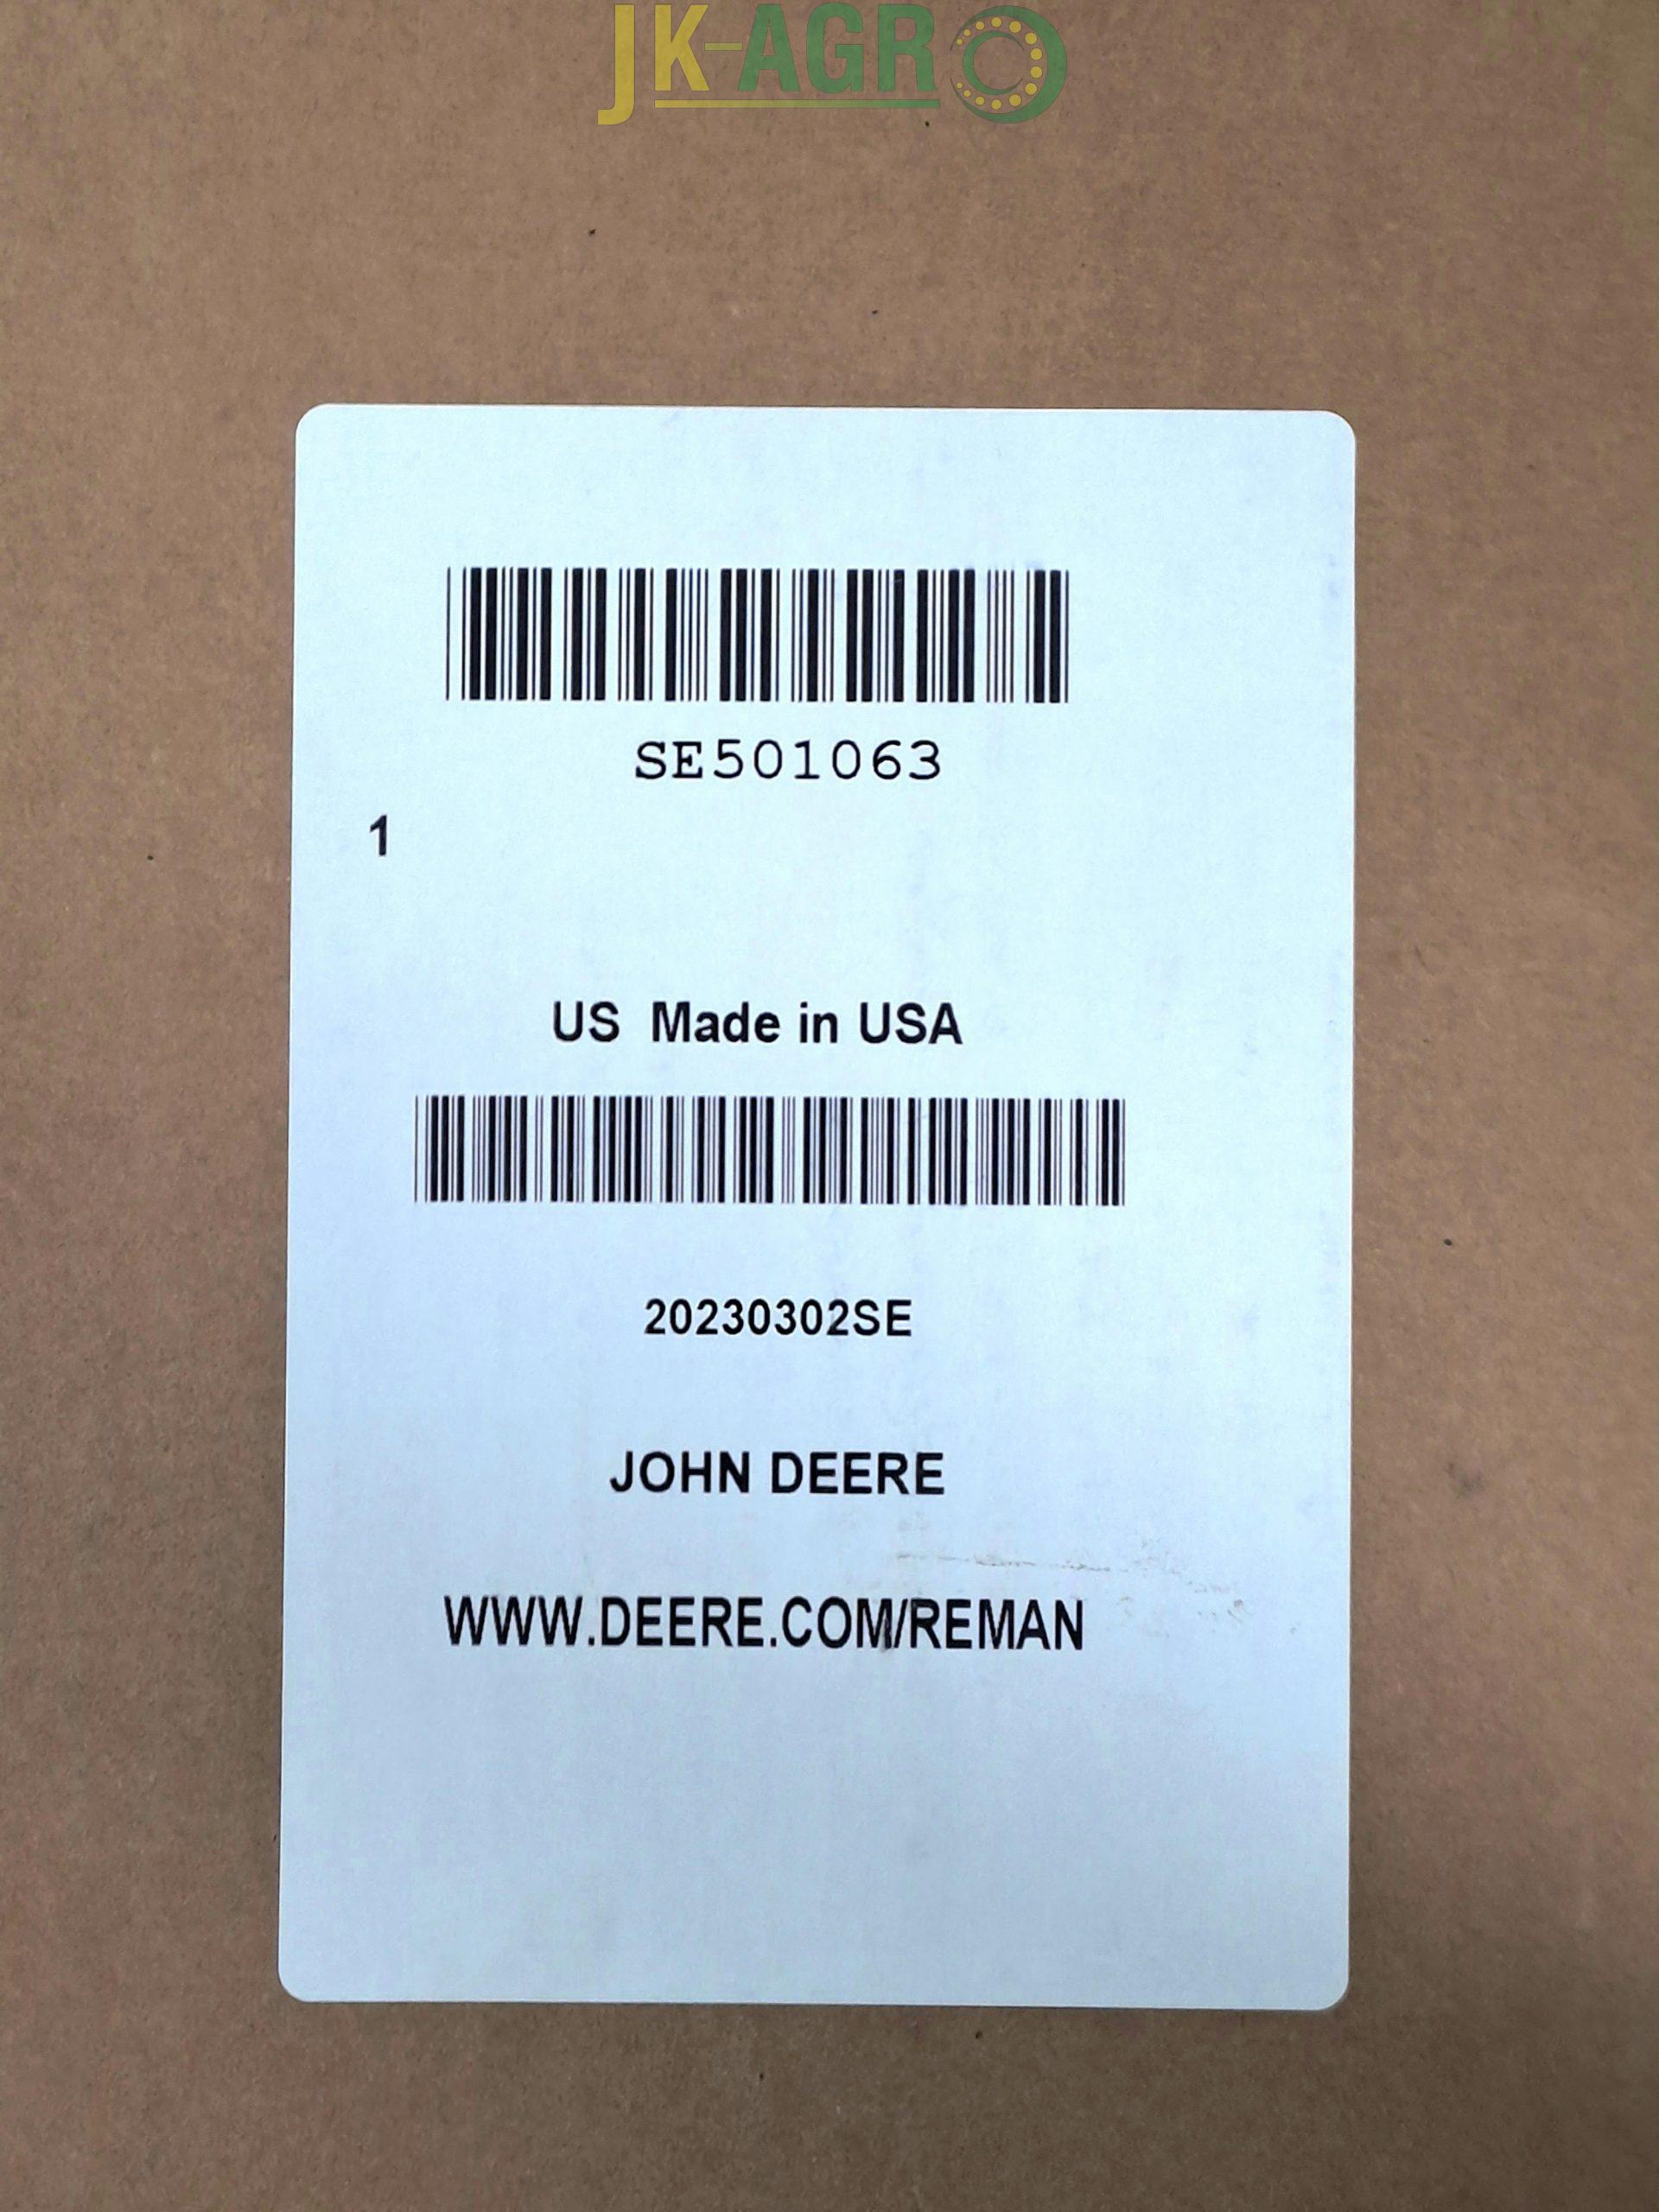 JK-AGRO
SE501063
1
US Made in USA
20230302SE
JOHN DEERE
WWW.DEERE.COM/REMAN